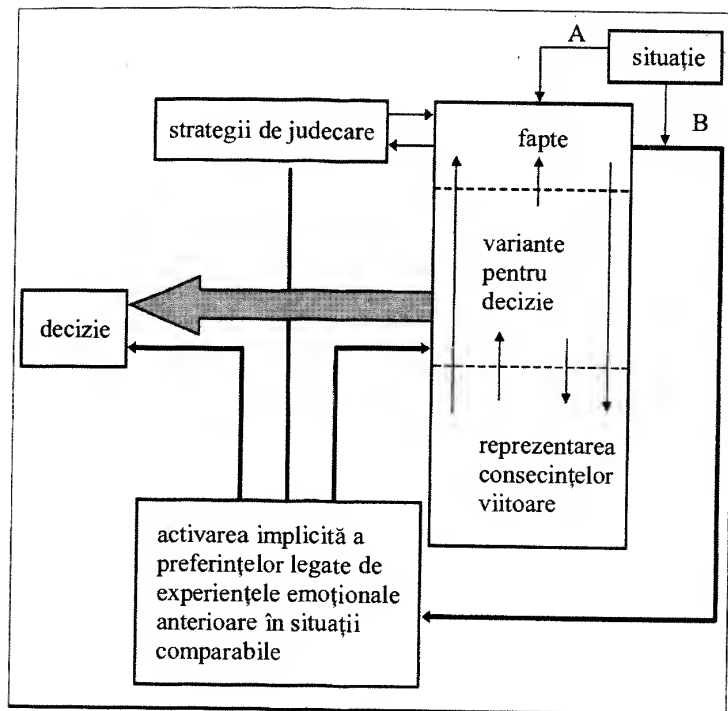 A
situație
B
strategii de judecare
fapte
variante
pentru
decizie
decizie
reprezentarea
consecințelor
viitoare
activarea implicită a
preferințelor legate de
experiențele emoționale
anterioare în situații
comparabile